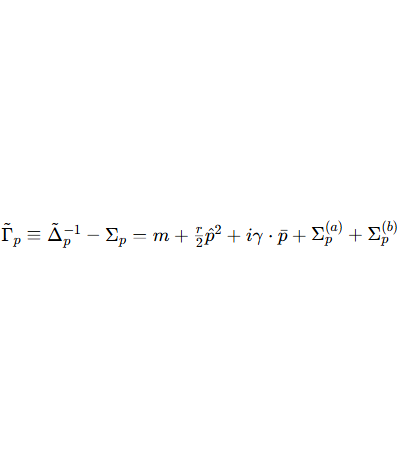 $\tilde{\Gamma}_p \equiv \tilde{\Delta}_p^{-1} - \Sigma_p = m + \frac{r}{2}\hat{p}^2 + i\gamma \cdot \bar{p} + \Sigma_p^{(a)} + \Sigma_p^{(b)}$